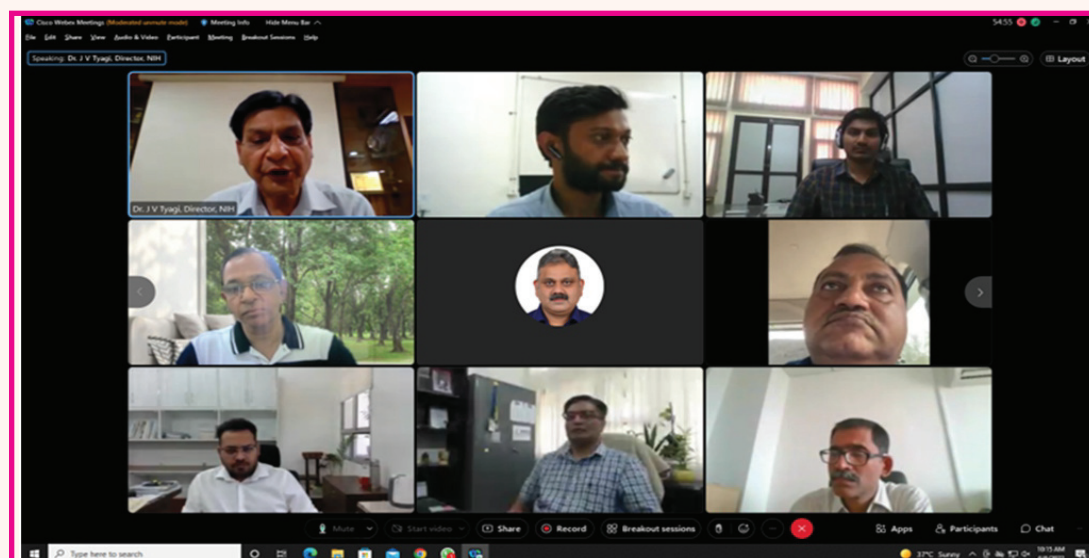 Cisco Webex Meetings (Moderated unmute mode) Meeting Info Hide Menu Bar 54:55
File Edit Share View Audio & Video Participant Meeting Breakout Sessions Help
Speaking: Dr. J V Tyagi, Director, NIH Layout
Dr. J V Tyagi, Director, NIH
Mute Start video Share Record Breakout sessions Apps Participants Chat
Type here to search 37°C Sunny